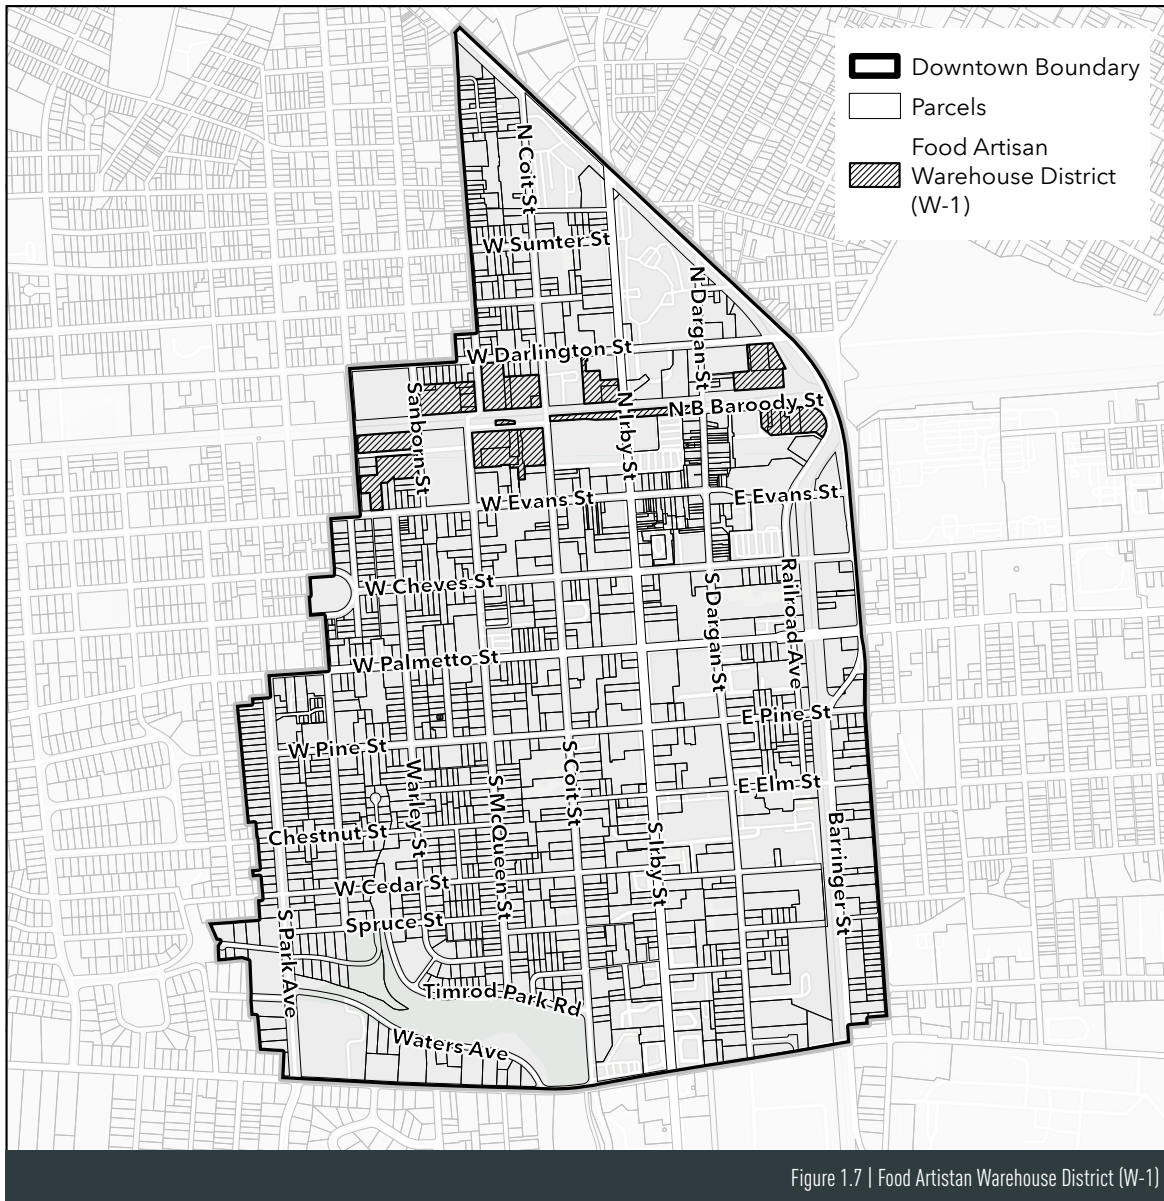 Downtown Boundary
Parcels
Food Artisan
Warehouse District
(W-1)
N Coit St
W Sumter St
N Dargan St
W Darlington St
Sanborn St
N Irby St
N B Baroody St
W Evans St
E Evans St
W Cheves St
S Dargan St
Railroad Ave
W Palmetto St
E Pine St
W Pine St
Warley St
S McQueen St
S Coit St
E Elm St
Chestnut St
S Irby St
Barringer St
W Cedar St
Spruce St
S Park Ave
Timrod Park Rd
Waters Ave
Figure 1.7 | Food Artistan Warehouse District (W-1)